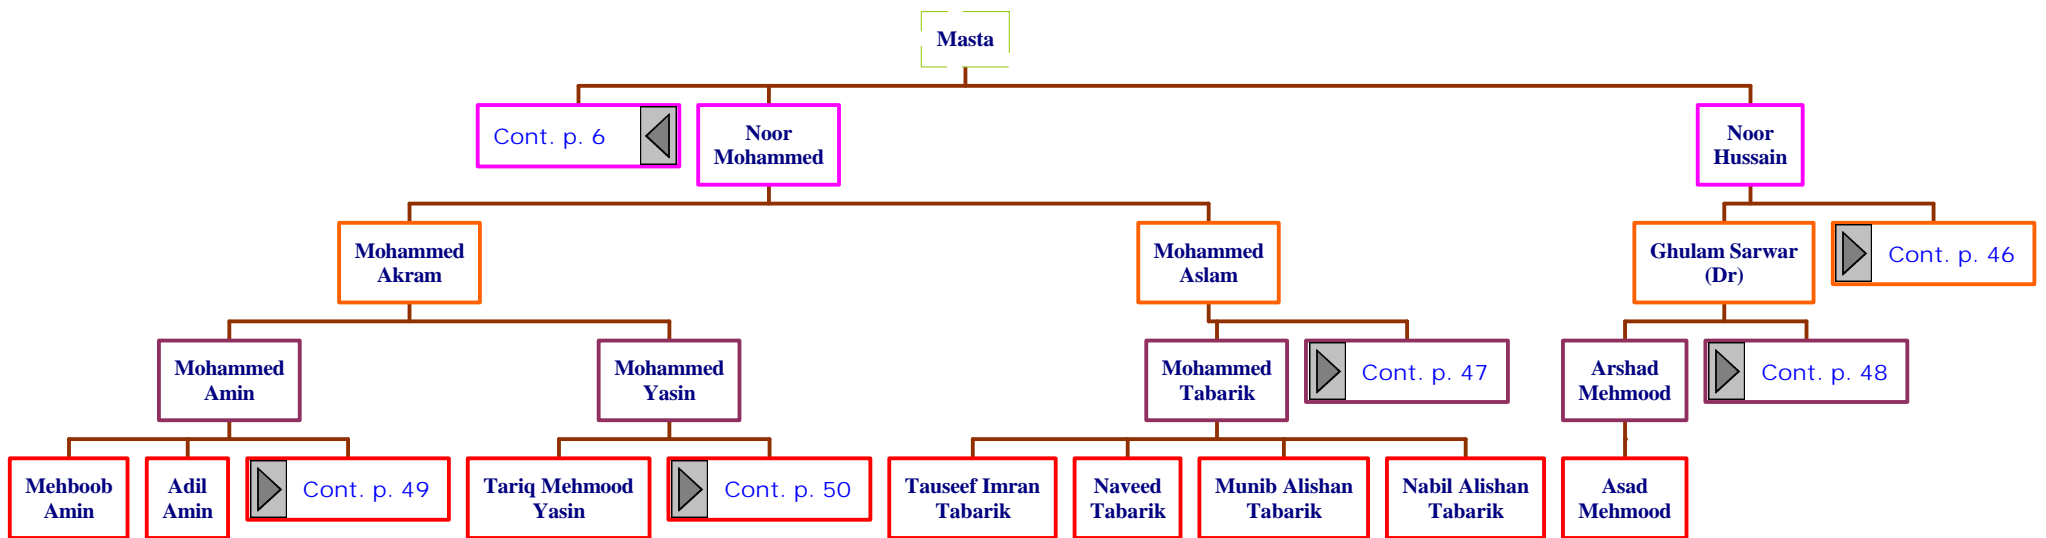 Masta
Cont. p. 6
Noor
Mohammed
Noor
Hussain
Mohammed
Akram
Mohammed
Aslam
Ghulam Sarwar
(Dr)
Cont. p. 46
Mohammed
Amin
Mohammed
Yasin
Mohammed
Tabarik
Cont. p. 47
Arshad
Mehmood
Cont. p. 48
Mehboob
Amin
Adil
Amin
Cont. p. 49
Tariq Mehmood
Yasin
Cont. p. 50
Tauseef Imran
Tabarik
Naveed
Tabarik
Munib Alishan
Tabarik
Nabil Alishan
Tabarik
Asad
Mehmood